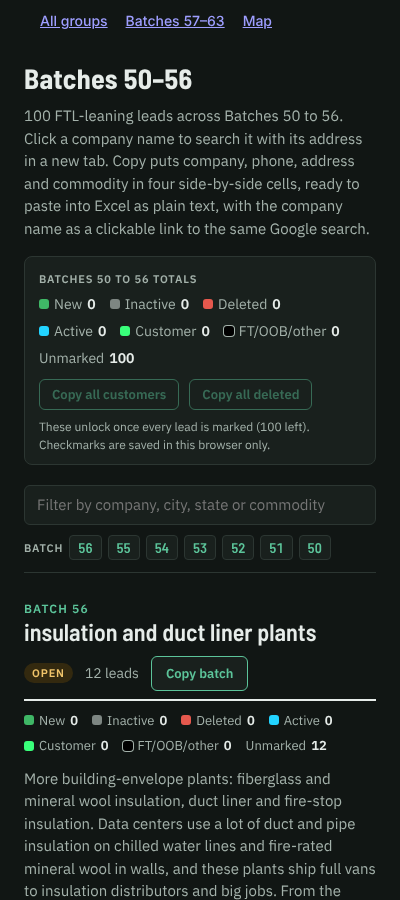 All groups Batches 57–63 Map
Batches 50–56
100 FTL-leaning leads across Batches 50 to 56.
Click a company name to search it with its address
in a new tab. Copy puts company, phone, address
and commodity in four side-by-side cells, ready to
paste into Excel as plain text, with the company
name as a clickable link to the same Google search.
BATCHES 50 TO 56 TOTALS
New 0 Inactive 0 Deleted 0
Active 0 Customer 0 FT/OOB/other 0
Unmarked 100
Copy all customers Copy all deleted
These unlock once every lead is marked (100 left).
Checkmarks are saved in this browser only.
Filter by company, city, state or commodity
BATCH 56 55 54 53 52 51 50
BATCH 56
insulation and duct liner plants
OPEN 12 leads Copy batch
New 0 Inactive 0 Deleted 0 Active 0
Customer 0 FT/OOB/other 0 Unmarked 12
More building-envelope plants: fiberglass and
mineral wool insulation, duct liner and fire-stop
insulation. Data centers use a lot of duct and pipe
insulation on chilled water lines and fire-rated
mineral wool in walls, and these plants ship full vans
to insulation distributors and big jobs. From the